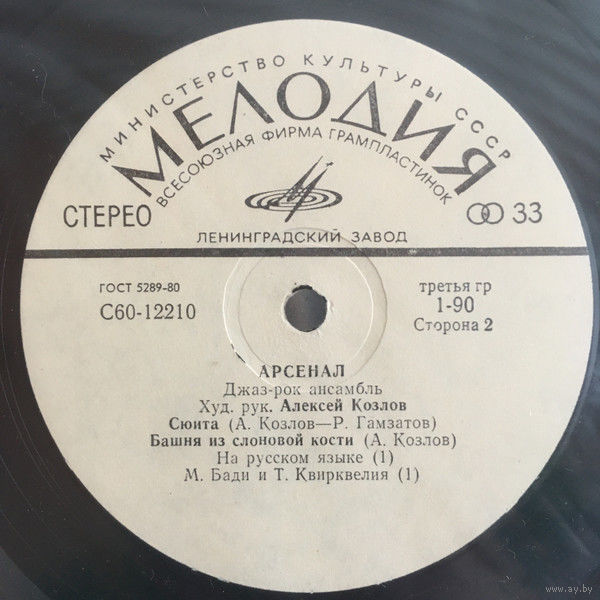 МИНИСТЕРСТВО КУЛЬТУРЫ СССР
МЕЛОДИЯ
ВСЕСОЮЗНАЯ ФИРМА ГРАМПЛАСТИНОК
СТЕРЕО
33
ЛЕНИНГРАДСКИЙ ЗАВОД
ГОСТ 5289-80
С60-12210
третья гр
1-90
Сторона 2
АРСЕНАЛ
Джаз-рок ансамбль
Худ. рук. Алексей Козлов
Сюита (А. Козлов—Р. Гамзатов)
Башня из слоновой кости (А. Козлов)
На русском языке (1)
М. Бади и Т. Квирквелия (1)
www.ay.by